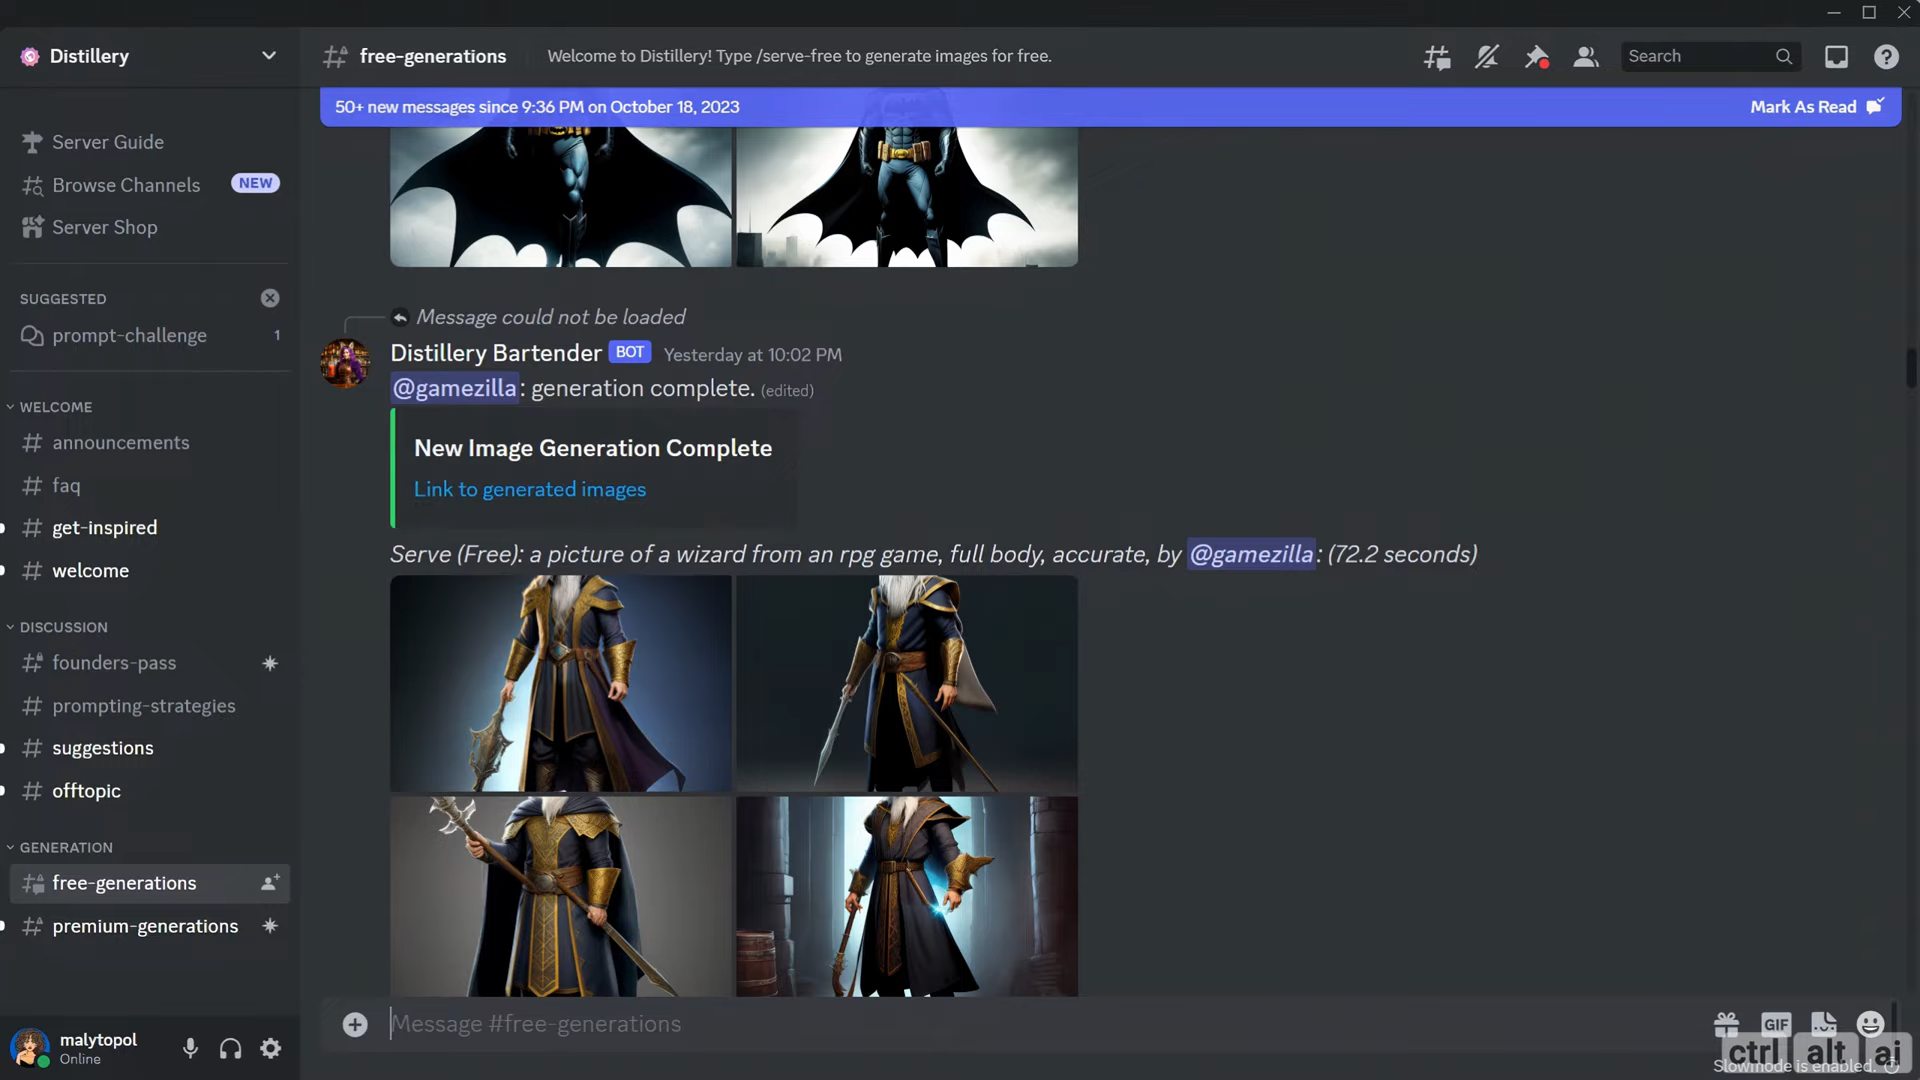 Distillery
free-generations
Welcome to Distillery! Type /serve-free to generate images for free.
Search
50+ new messages since 9:36 PM on October 18, 2023
Mark As Read
Server Guide
Browse Channels
NEW
Server Shop
SUGGESTED
prompt-challenge
1
WELCOME
announcements
faq
get-inspired
welcome
DISCUSSION
founders-pass
prompting-strategies
suggestions
offtopic
GENERATION
free-generations
premium-generations
malytopol
Online
Message could not be loaded
Distillery Bartender BOT Yesterday at 10:02 PM
@gamezilla: generation complete. (edited)
New Image Generation Complete
Link to generated images
Serve (Free): a picture of a wizard from an rpg game, full body, accurate, by @gamezilla: (72.2 seconds)
Message #free-generations
GIF
ctrl alt ai
Slowmode is enabled.